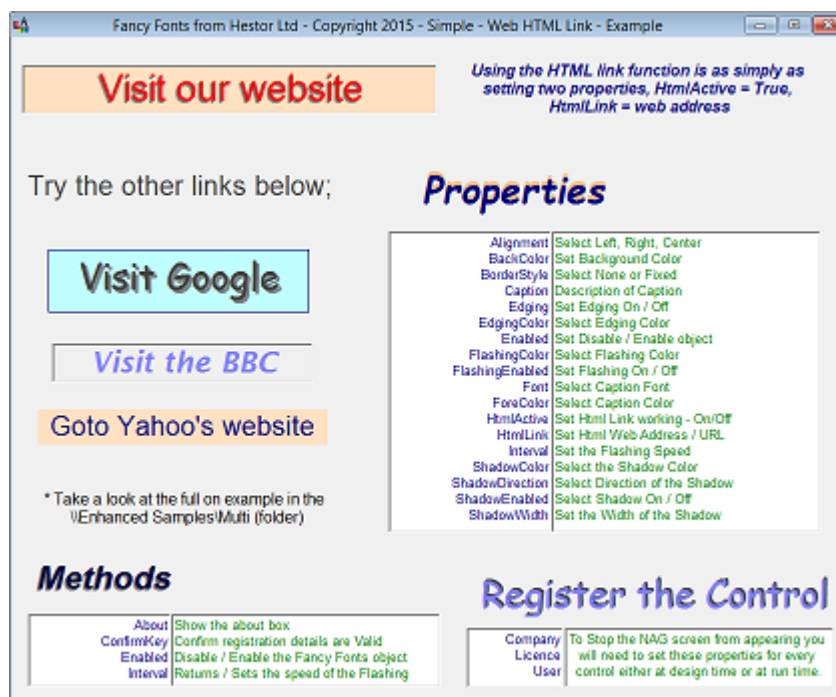 Fancy Fonts from Hestor Ltd - Copyright 2015 - Simple - Web HTML Link - Example
Visit our website
Using the HTML link function is as simply as
setting two properties, HtmlActive = True,
HtmlLink = web address
Try the other links below;
Visit Google
Visit the BBC
Goto Yahoo's website
* Take a look at the full on example in the
\\Enhanced Samples\Multi (folder)
Properties
Alignment Select Left, Right, Center
BackColor Set Background Color
BorderStyle Select None or Fixed
Caption Description of Caption
Edging Set Edging On / Off
EdgingColor Select Edging Color
Enabled Set Disable / Enable object
FlashingColor Select Flashing Color
FlashingEnabled Set Flashing On / Off
Font Select Caption Font
ForeColor Select Caption Color
HtmlActive Set Html Link working - On/Off
HtmlLink Set Html Web Address / URL
Interval Set the Flashing Speed
ShadowColor Select the Shadow Color
ShadowDirection Select Direction of the Shadow
ShadowEnabled Select Shadow On / Off
ShadowWidth Set the Width of the Shadow
Methods
About Show the about box
ConfirmKey Confirm registration details are Valid
Enabled Disable / Enable the Fancy Fonts object
Interval Returns / Sets the speed of the Flashing
Register the Control
Company To Stop the NAG screen from appearing you
Licence will need to set these properties for every
User control either at design time or at run time.